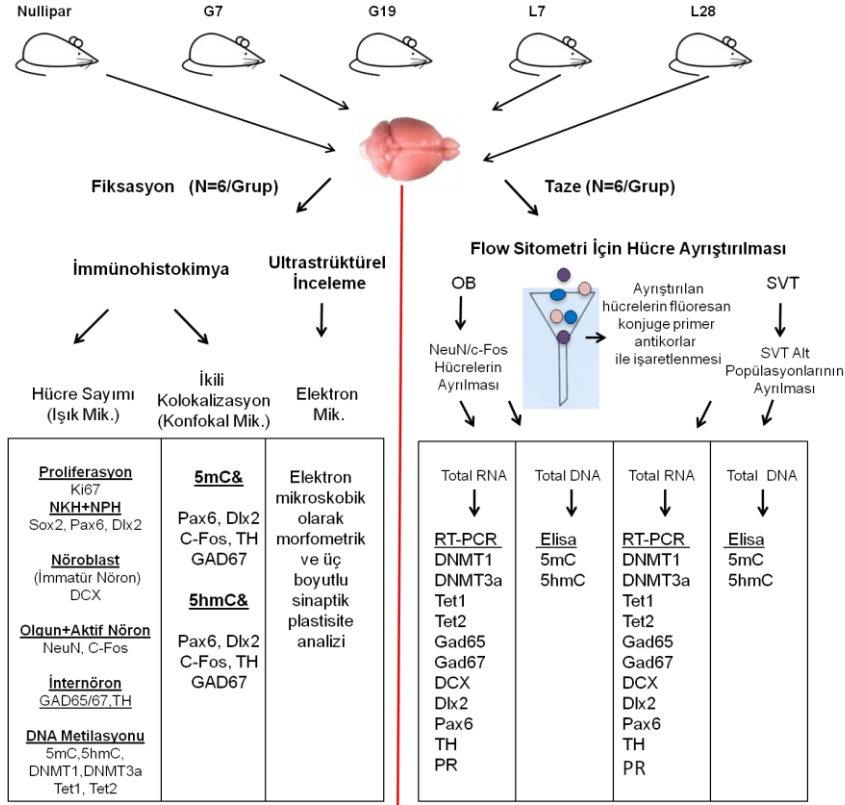 Nullipar
G7
G19
L7
L28
Fiksasyon (N=6/Grup)
Taze (N=6/Grup)
İmmünohistokimya
Ultrastrüktürel
İnceleme
Hücre Sayımı
(Işık Mik.)
İkili
Kolokalizasyon
(Konfokal Mik.)
Elektron
Mik.
Proliferasyon
Ki67
NKH+NPH
Sox2, Pax6, Dlx2
Nöroblast
(İmmatür Nöron)
DCX
Olgun+Aktif Nöron
NeuN, C-Fos
İnternöron
GAD65/67,TH
DNA Metilasyonu
5mC,5hmC,
DNMT1,DNMT3a
Tet1, Tet2
5mC&
Pax6, Dlx2
C-Fos, TH
GAD67
5hmC&
Pax6, Dlx2
C-Fos, TH
GAD67
Elektron
mikroskobik
olarak
morfometrik
ve üç
boyutlu
sinaptik
plastisite
analizi
Flow Sitometri İçin Hücre Ayrıştırılması
OB
NeuN/c-Fos
Hücrelerin
Ayrılması
Ayrıştırılan
hücrelerin flüoresan
konjuge primer
antikorlar
ile işaretlenmesi
SVT
SVT Alt
Popülasyonlarının
Ayrılması
Total RNA
RT-PCR
DNMT1
DNMT3a
Tet1
Tet2
Gad65
Gad67
DCX
Dlx2
Pax6
TH
PR
Total DNA
Elisa
5mC
5hmC
Total RNA
RT-PCR
DNMT1
DNMT3a
Tet1
Tet2
Gad65
Gad67
DCX
Dlx2
Pax6
TH
PR
Total DNA
Elisa
5mC
5hmC